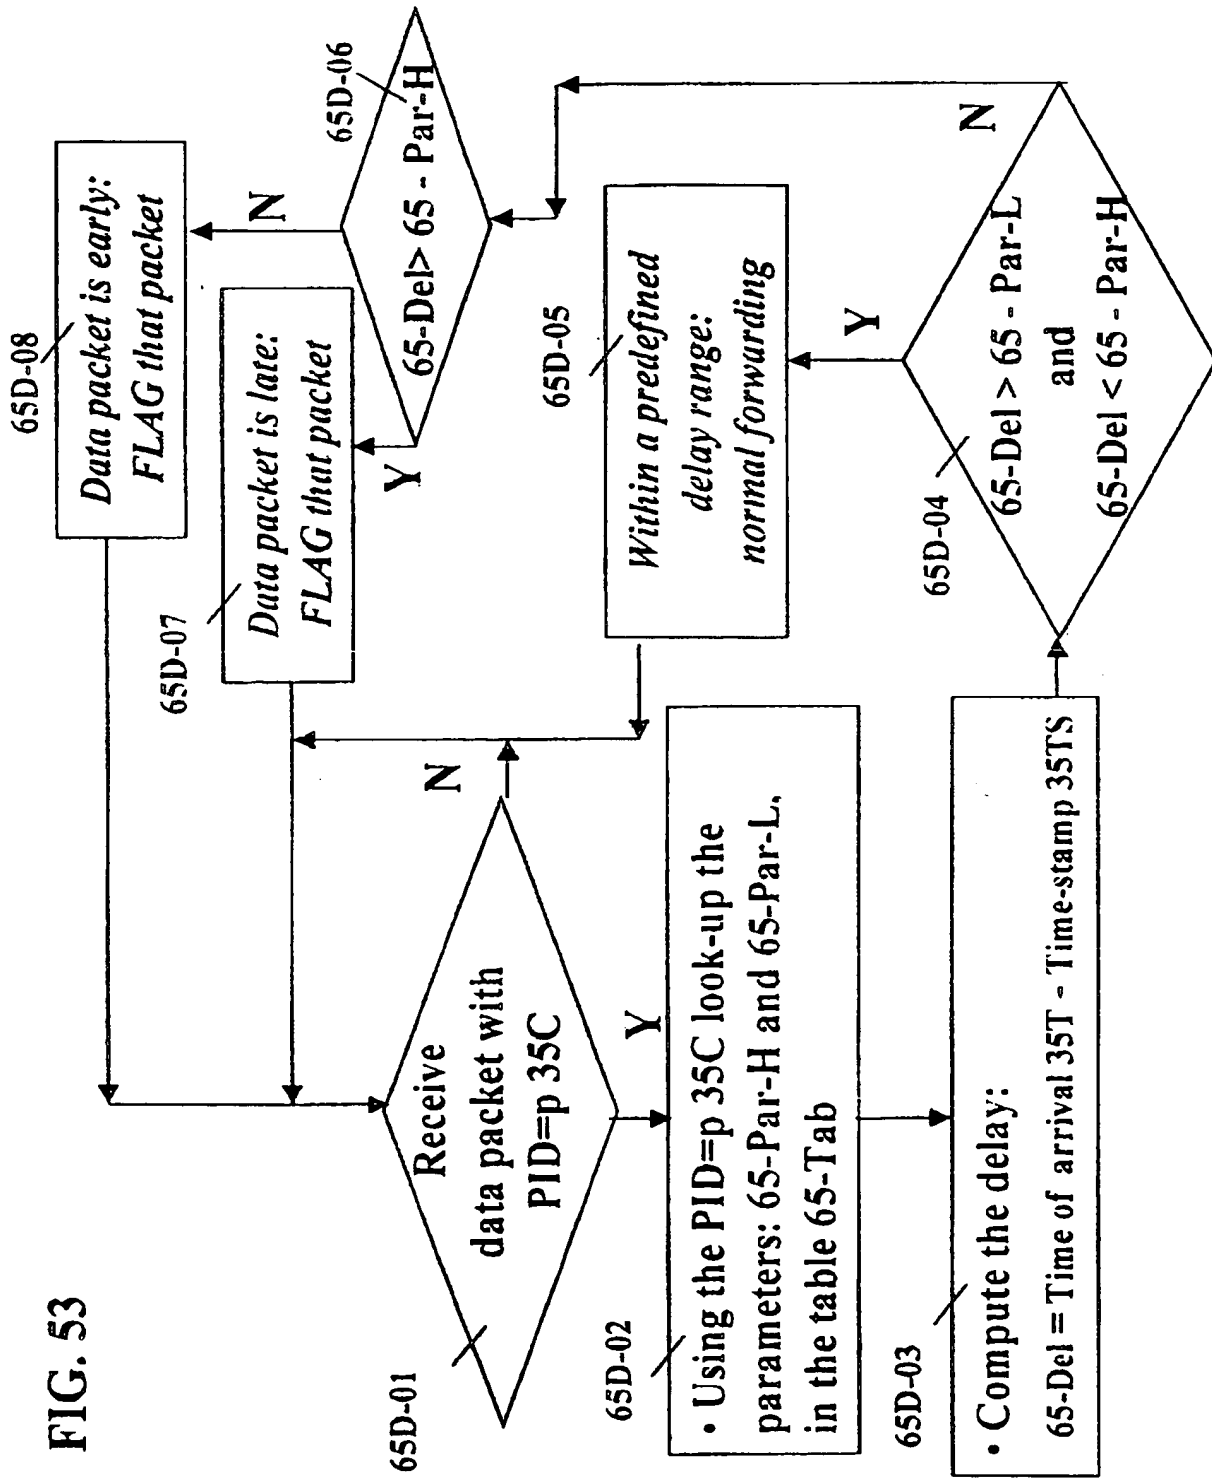 FIG. 53
65D-01
Receive
data packet with
PID=p 35C
N
Y
65D-02
• Using the PID=p 35C look-up the
parameters: 65-Par-H and 65-Par-L,
in the table 65-Tab
65D-03
• Compute the delay:
65-Del = Time of arrival 35T - Time-stamp 35TS
65D-04
65-Del > 65 - Par-L
and
65-Del < 65 - Par-H
Y
N
65D-05
Within a predefined
delay range:
normal forwarding
65D-06
65-Del> 65 - Par-H
Y
N
65D-07
Data packet is late:
FLAG that packet
65D-08
Data packet is early:
FLAG that packet